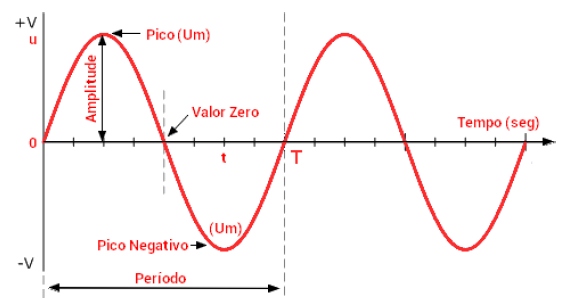 +V
u
Pico (Um)
Amplitude
Valor Zero
Tempo (seg)
0
t
T
(Um)
Pico Negativo
-V
Período